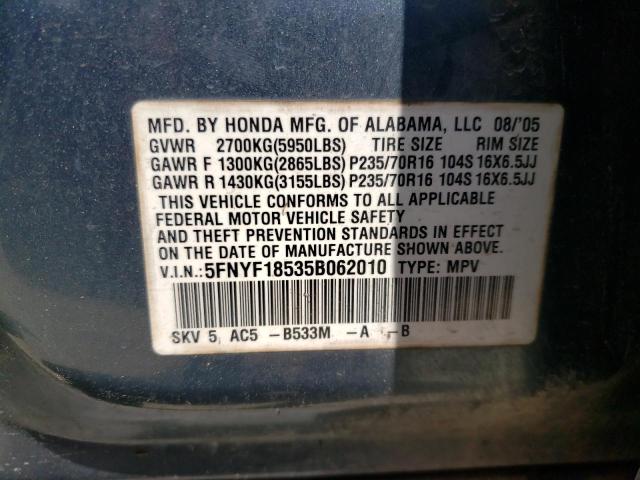 MFD. BY HONDA MFG. OF ALABAMA, LLC 08/'05
GVWR 2700KG(5950LBS) TIRE SIZE RIM SIZE
GAWR F 1300KG(2865LBS) P235/70R16 104S 16X6.5JJ
GAWR R 1430KG(3155LBS) P235/70R16 104S 16X6.5JJ
THIS VEHICLE CONFORMS TO ALL APPLICABLE
FEDERAL MOTOR VEHICLE SAFETY
AND THEFT PREVENTION STANDARDS IN EFFECT
ON THE DATE OF MANUFACTURE SHOWN ABOVE.
V.I.N.:5FNYF18535B062010 TYPE: MPV
SKV 5, AC5 -B533M -A -B